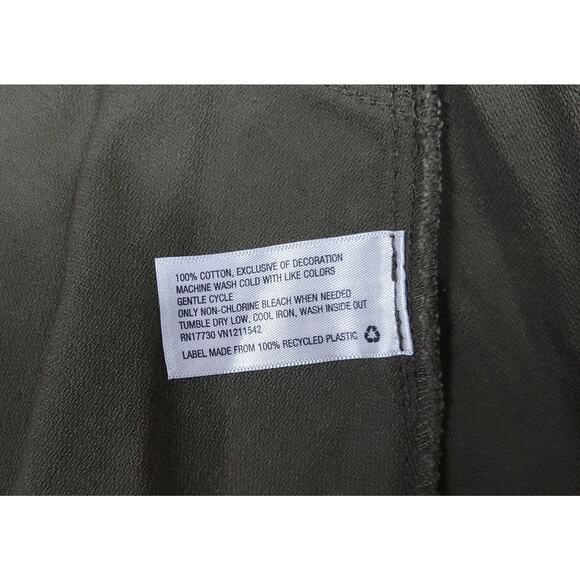 100% COTTON, EXCLUSIVE OF DECORATION
MACHINE WASH COLD WITH LIKE COLORS
GENTLE CYCLE
ONLY NON-CHLORINE BLEACH WHEN NEEDED
TUMBLE DRY LOW, COOL IRON, WASH INSIDE OUT
RN17730 VN1211542
LABEL MADE FROM 100% RECYCLED PLASTIC